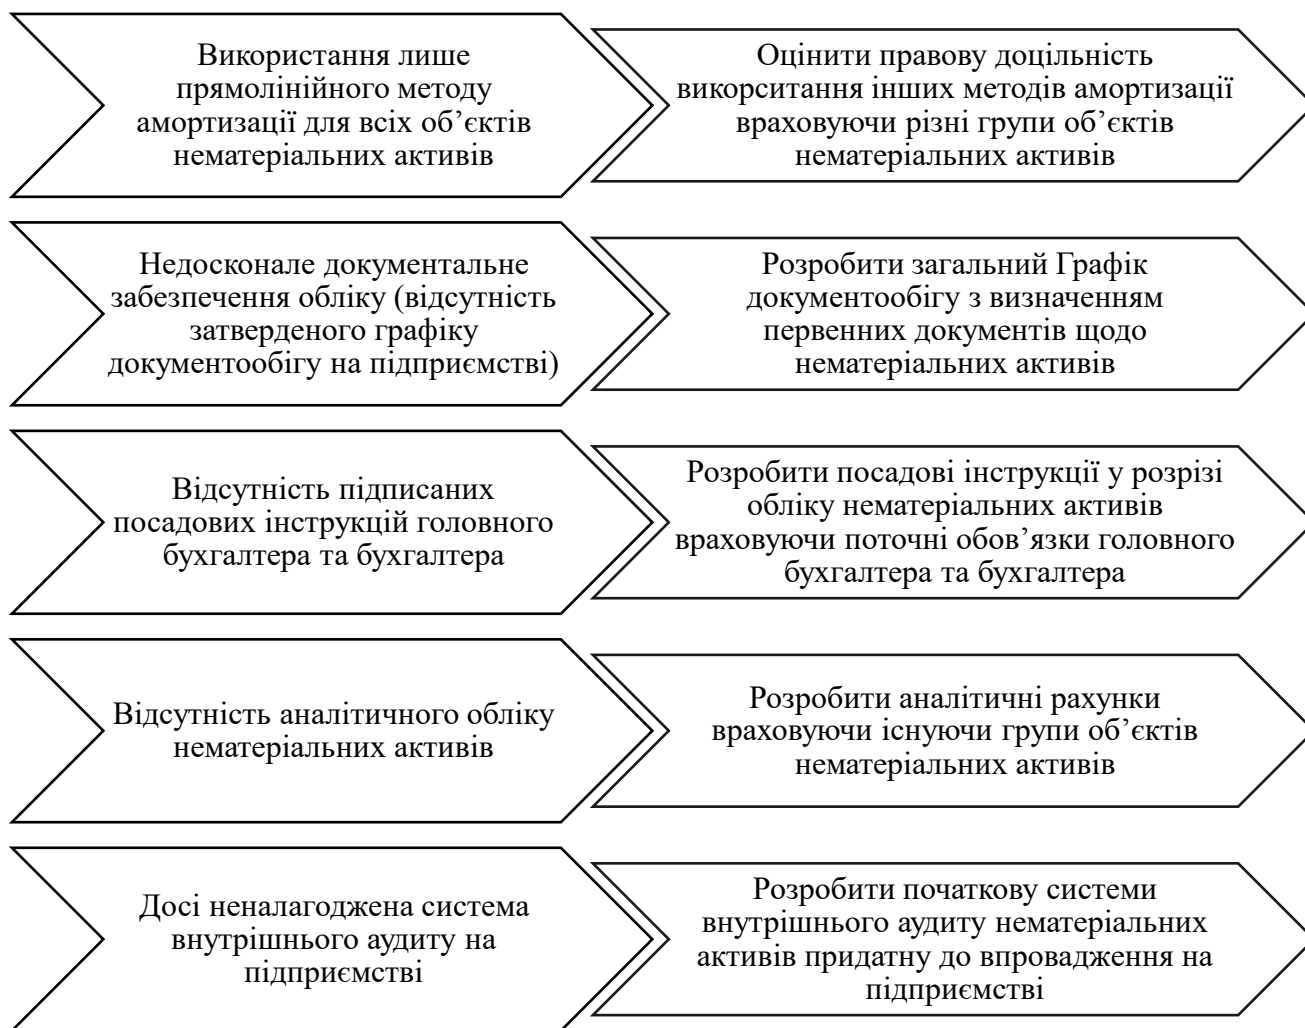 Використання лише
прямолінійного методу
амортизації для всіх об’єктів
нематеріальних активів
Оцінити правову доцільність
викорситання інших методів амортизації
враховуючи різні групи об’єктів
нематеріальних активів
Недосконале документальне
забезпечення обліку (відсутність
затверденого графіку
документообігу на підприємстві)
Розробити загальний Графік
документообігу з визначенням
первенних документів щодо
нематеріальних активів
Відсутність підписаних
посадових інструкцій головного
бухгалтера та бухгалтера
Розробити посадові інструкції у розрізі
обліку нематеріальних активів
враховуючи поточні обов’язки головного
бухгалтера та бухгалтера
Відсутність аналітичного обліку
нематеріальних активів
Розробити аналітичні рахунки
враховуючи існуючи групи об’єктів
нематеріальних активів
Досі неналагоджена система
внутрішнього аудиту на
підприємстві
Розробити початкову системи
внутрішнього аудиту нематеріальних
активів придатну до впровадження на
підприємстві